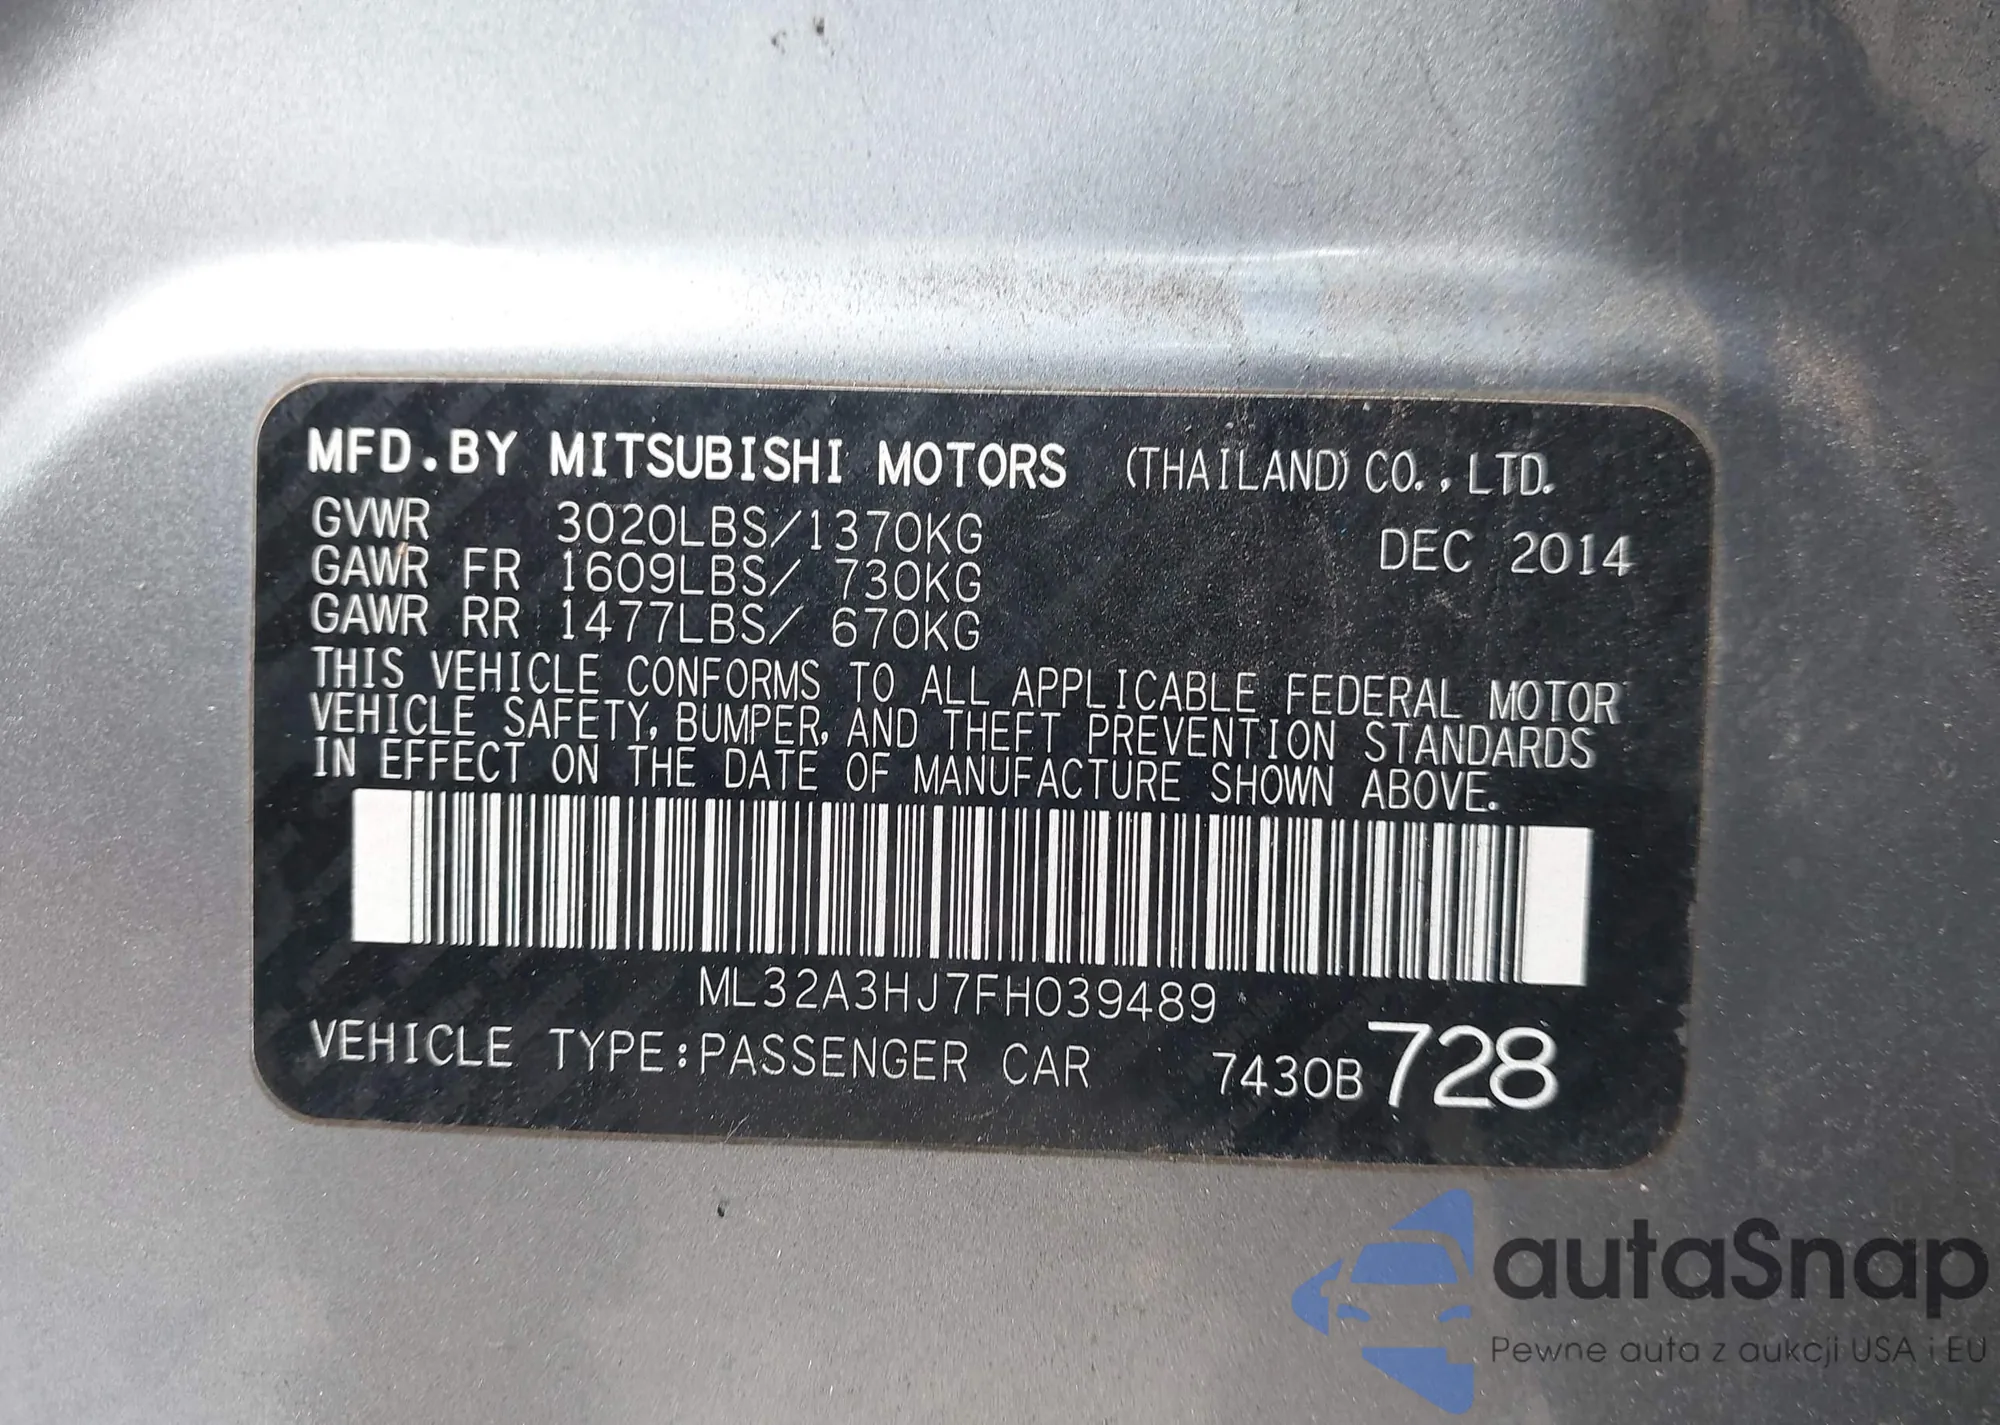 MFD.BY MITSUBISHI MOTORS (THAILAND) CO., LTD.
GVWR 3020LBS/1370KG
DEC 2014
GAWR FR 1609LBS/ 730KG
GAWR RR 1477LBS/ 670KG
THIS VEHICLE CONFORMS TO ALL APPLICABLE FEDERAL MOTOR
VEHICLE SAFETY, BUMPER, AND THEFT PREVENTION STANDARDS
IN EFFECT ON THE DATE OF MANUFACTURE SHOWN ABOVE.
ML32A3HJ7FH039489
VEHICLE TYPE:PASSENGER CAR 7430B 728
autaSnap
Pewne auta z aukcji USA i EU